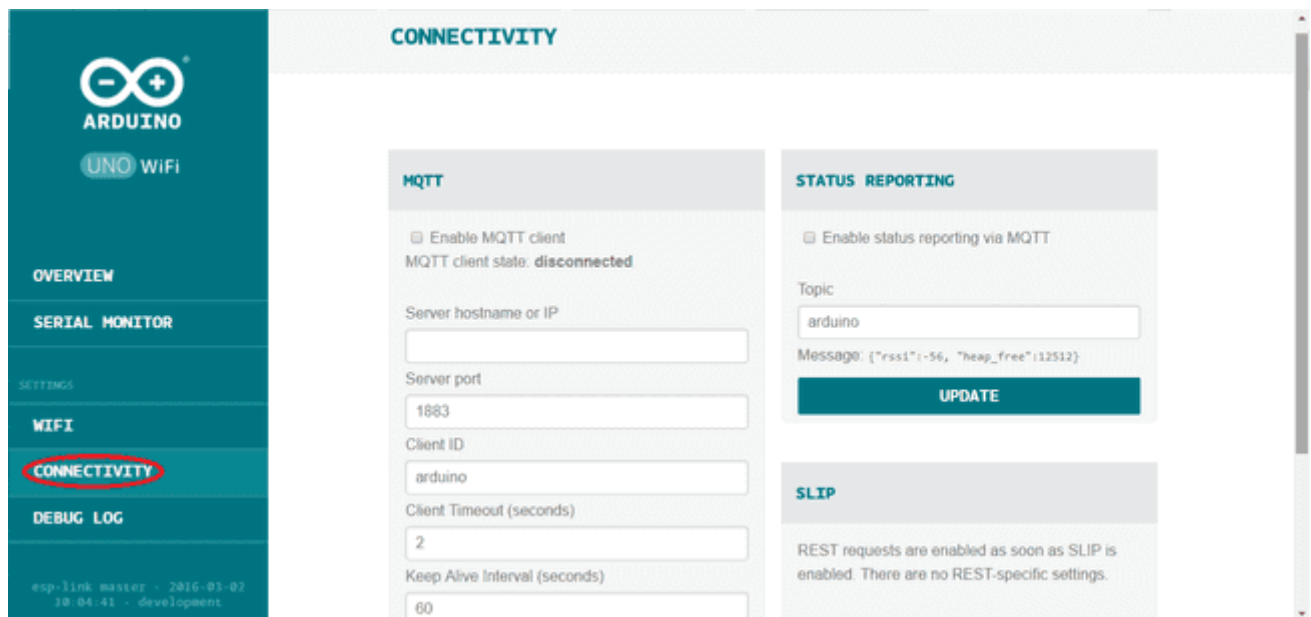 ARDUINO
UNO WiFi
OVERVIEW
SERIAL MONITOR
SETTINGS
WIFI
CONNECTIVITY
DEBUG LOG
esp-link master - 2016-03-02
10:04:41 - development
CONNECTIVITY
MQTT
Enable MQTT client
MQTT client state: disconnected
Server hostname or IP
Server port
1883
Client ID
arduino
Client Timeout (seconds)
2
Keep Alive Interval (seconds)
60
STATUS REPORTING
Enable status reporting via MQTT
Topic
arduino
Message: {"rssi":-56, "heap_free":12512}
UPDATE
SLIP
REST requests are enabled as soon as SLIP is
enabled. There are no REST-specific settings.